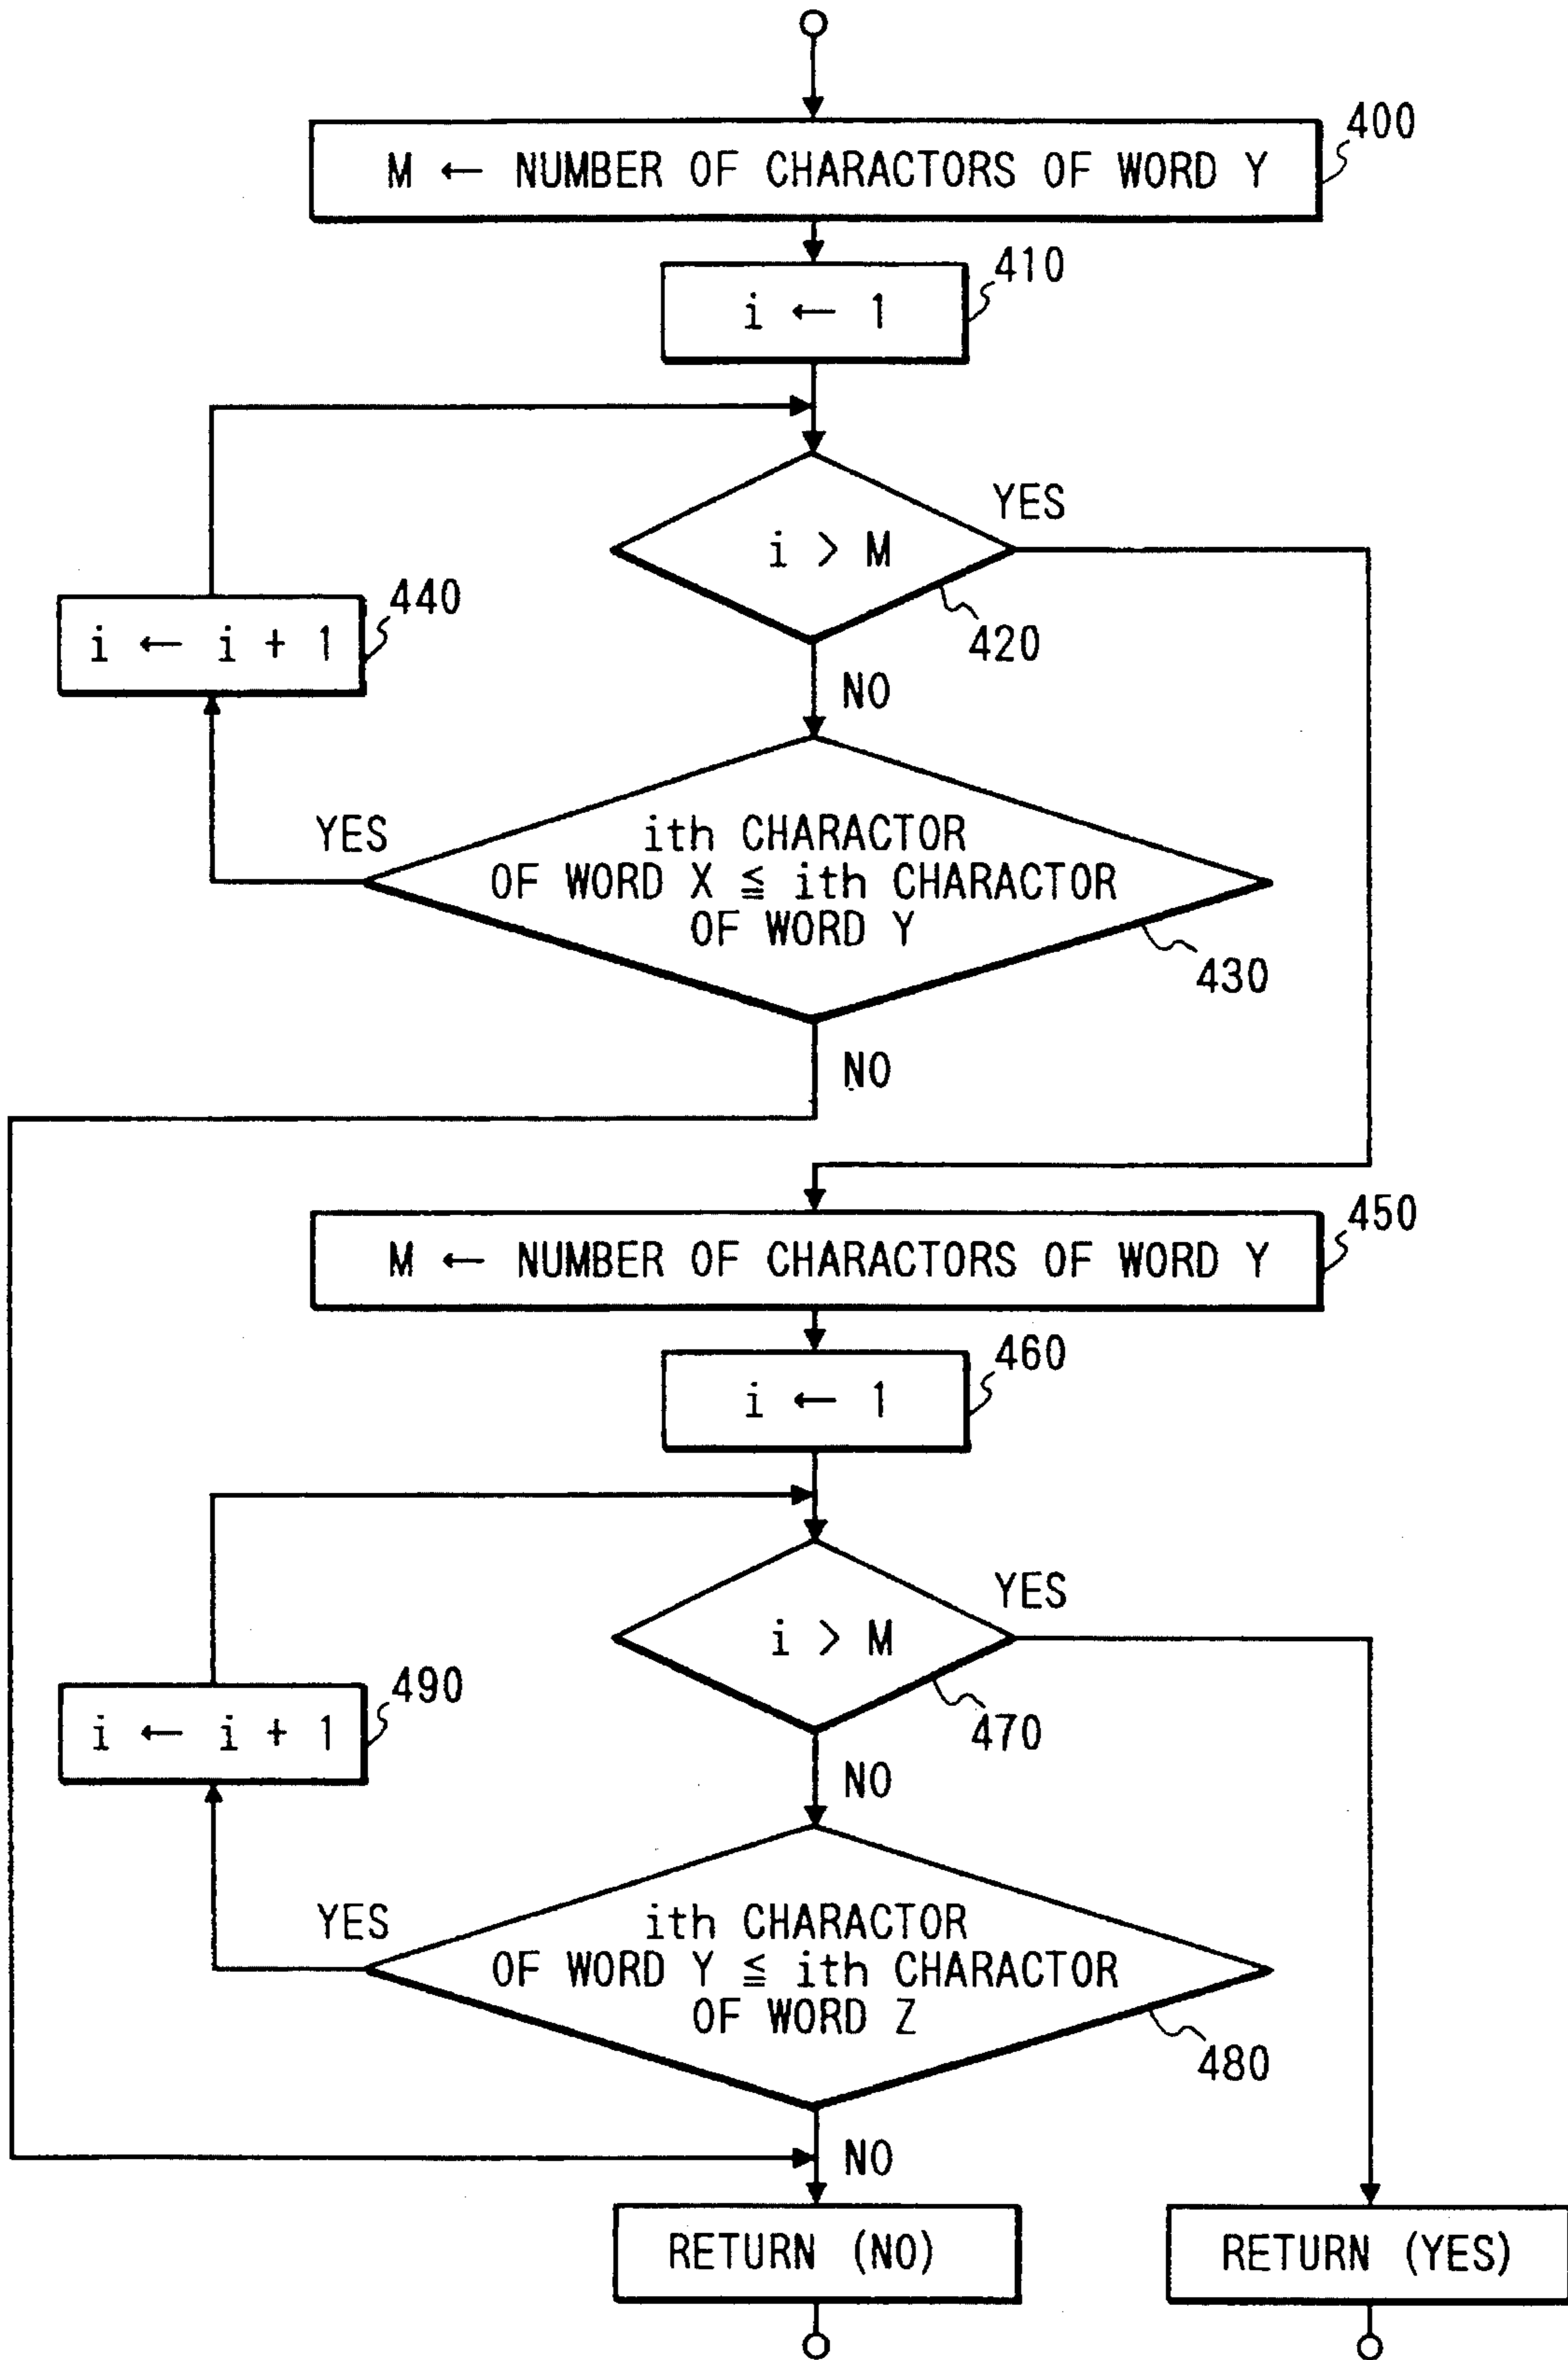 400
M ← NUMBER OF CHARACTORS OF WORD Y
410
i ← 1
YES
i > M
420
440
i ← i + 1
NO
YES
ith CHARACTOR
OF WORD X ≦ ith CHARACTOR
OF WORD Y
430
NO
450
M ← NUMBER OF CHARACTORS OF WORD Y
460
i ← 1
YES
i > M
470
490
i ← i + 1
NO
YES
ith CHARACTOR
OF WORD Y ≦ ith CHARACTOR
OF WORD Z
480
NO
RETURN (NO)
RETURN (YES)